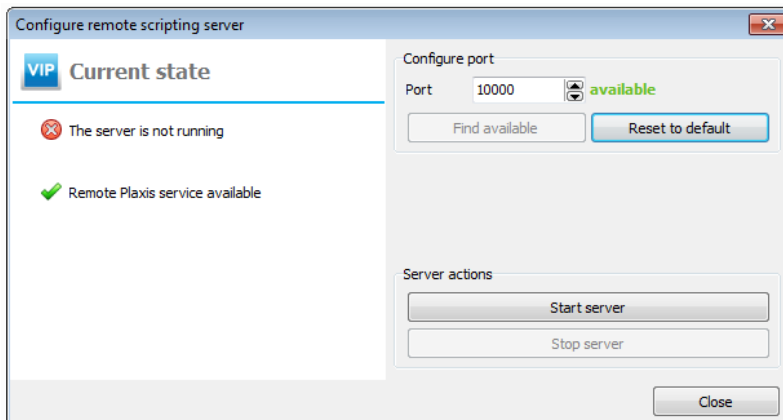 Configure remote scripting server
VIP Current state
The server is not running
Remote Plaxis service available
Configure port
Port 10000 available
Find available Reset to default
Server actions
Start server
Stop server
Close